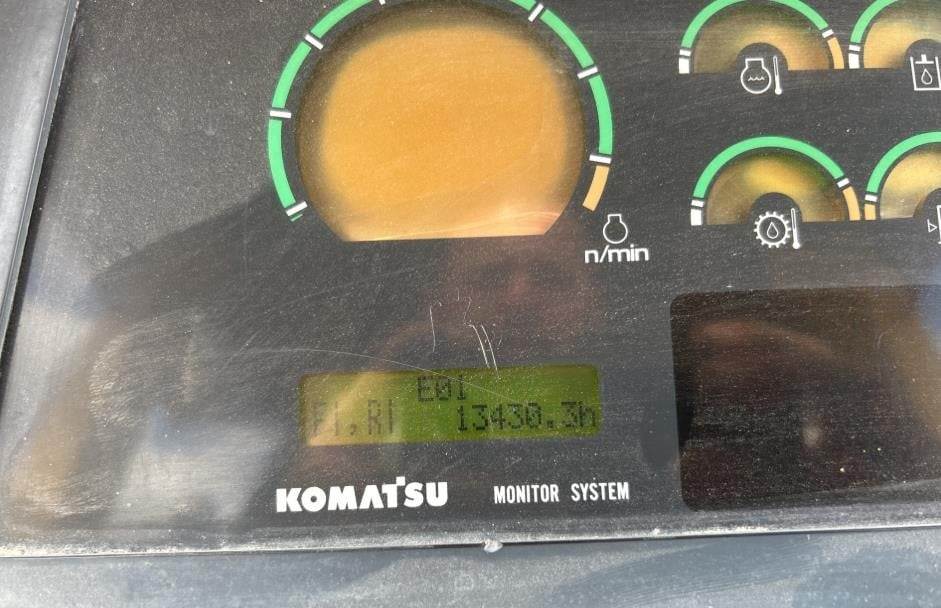 n/min
E01
F1,R1
13430.3h
KOMATSU
MONITOR SYSTEM